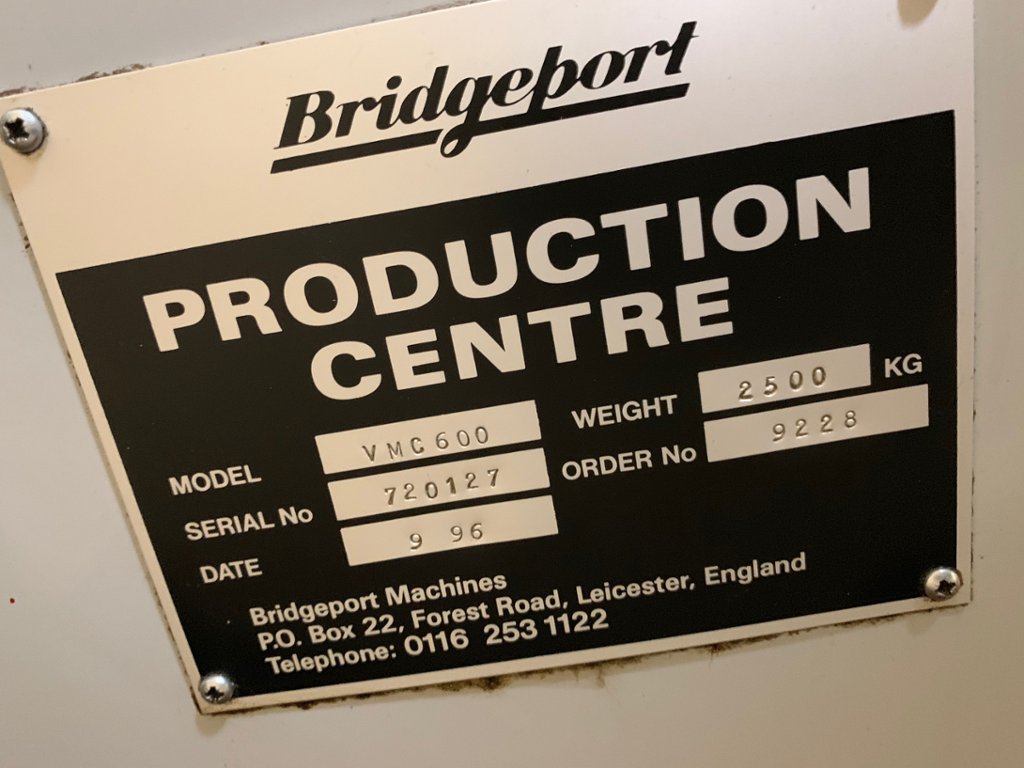 Bridgeport
PRODUCTION
CENTRE
MODEL VMC600 WEIGHT 2500 KG
SERIAL No 720127 ORDER No 9228
DATE 9 96
Bridgeport Machines
P.O. Box 22, Forest Road, Leicester, England
Telephone: 0116 253 1122